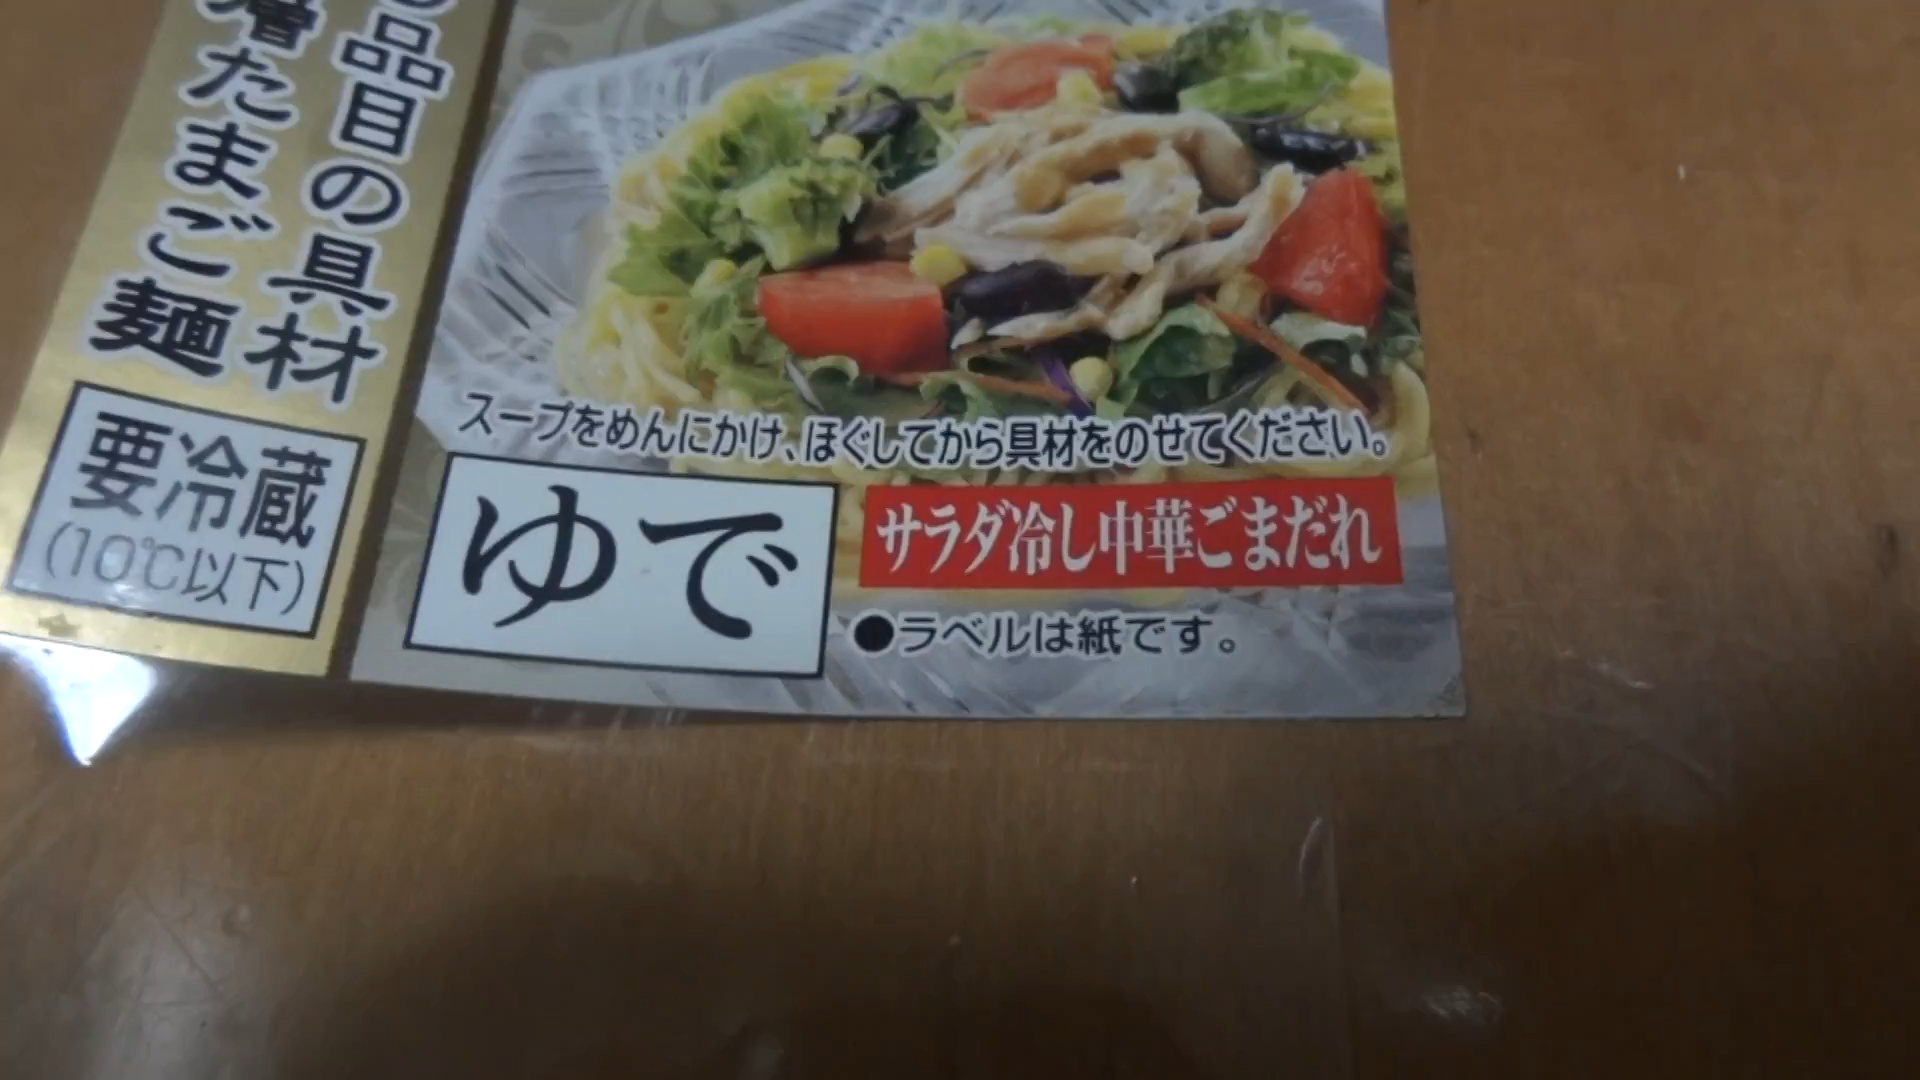 品目の具材
層たまご麺
要冷蔵
(10℃以下)
スープをめんにかけ、ほぐしてから具材をのせてください。
ゆで
サラダ冷し中華ごまだれ
●ラベルは紙です。